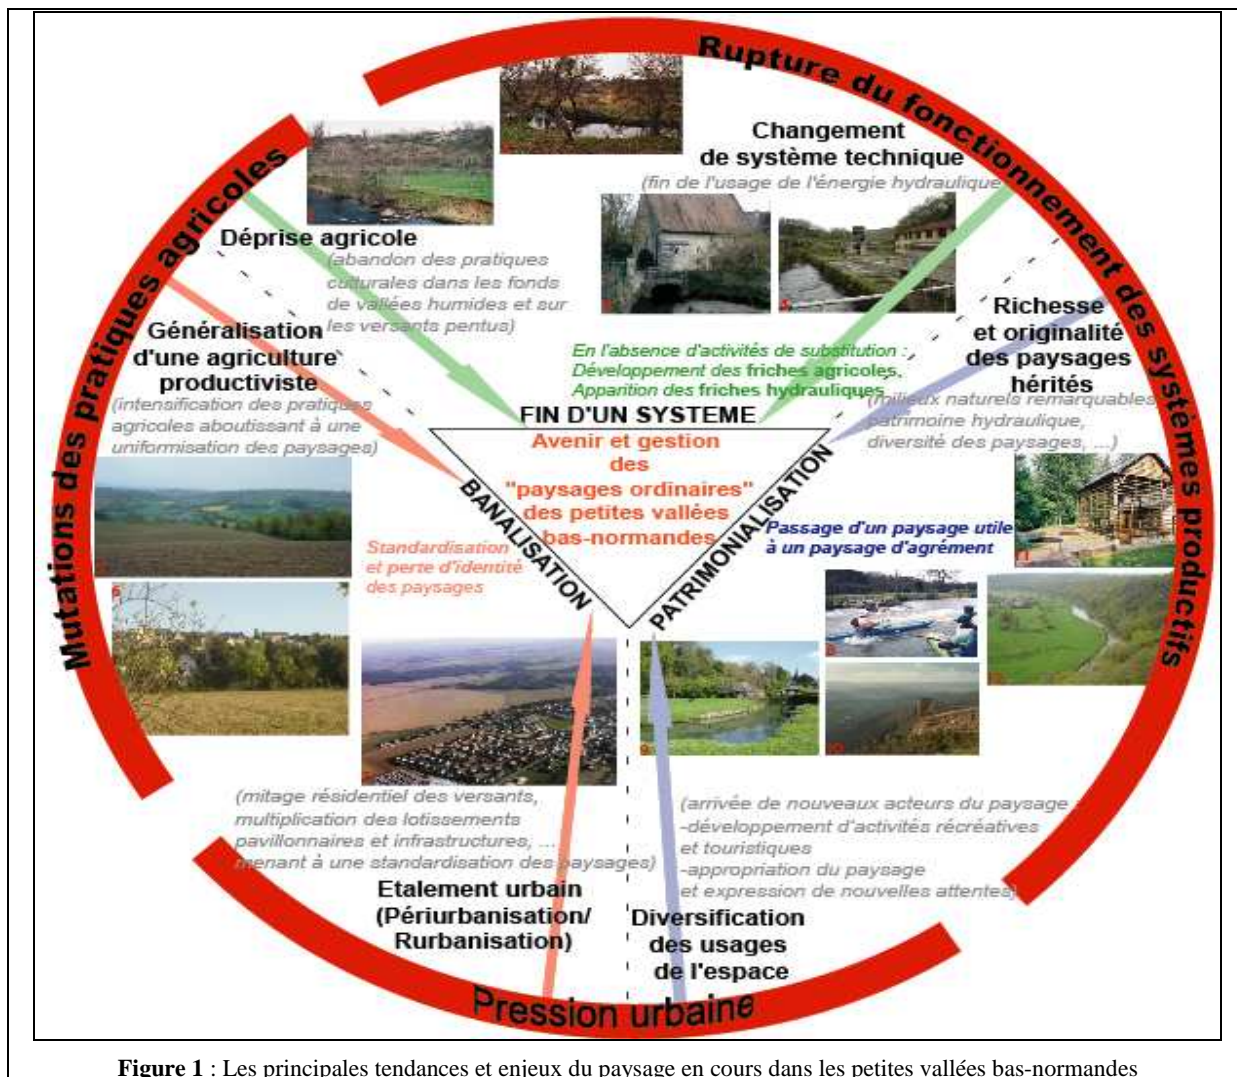 Rupture du fonctionnement des systèmes productifs
Changement
de système technique
(fin de l'usage de l'énergie hydraulique
Mutations des pratiques agricoles
Déprise agricole
(abandon des pratiques
culturales dans les fonds
de vallées humides et sur
les versants pentus)
Généralisation
d'une agriculture
productiviste
(intensification des pratiques
agricoles aboutissant à une
uniformisation des paysages)
Richesse
et originalité
des paysages
hérités
(milieux naturels remarquables,
patrimoine hydraulique,
diversité des paysages, ...)
En l'absence d'activités de substitution :
Développement des friches agricoles,
Apparition des friches hydrauliques
FIN D'UN SYSTEME
Avenir et gestion
des
"paysages ordinaires"
des petites vallées
bas-normandes
BANALISATION
PATRIMONIALISATION
Standardisation
et perte d'identité
des paysages
Passage d'un paysage utile
à un paysage d'agrément
6
9
10
11
(mitage résidentiel des versants,
multiplication des lotissements
pavillonnaires et infrastructures, ...
menant à une standardisation des paysages)
Etalement urbain
(Périurbanisation/
Rurbanisation)
(arrivée de nouveaux acteurs du paysage :
-développement d'activités récréatives
et touristiques
-appropriation du paysage
et expression de nouvelles attentes)
Diversification
des usages
de l'espace
Pression urbaine
Figure 1 : Les principales tendances et enjeux du paysage en cours dans les petites vallées bas-normandes